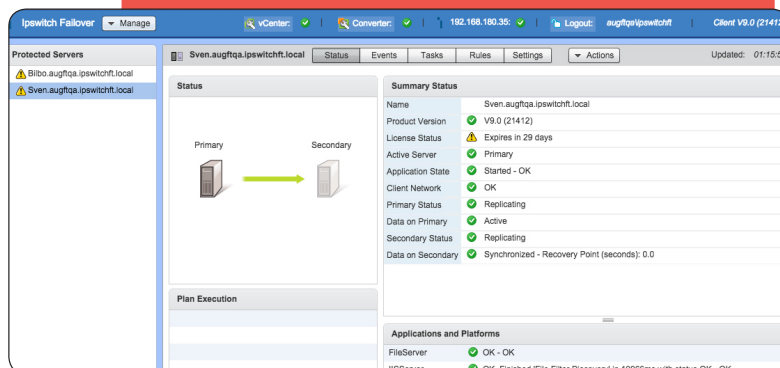 Ipswitch Failover Manage vCenter: Converter: 192.168.180.35: Logout: augftqa\ipswitchft Client V9.0 (21412
Protected Servers
Bilbo.augftqa.ipswitchft.local
Sven.augftqa.ipswitchft.local
Sven.augftqa.ipswitchft.local Status Events Tasks Rules Settings Actions Updated: 01:15:5
Status
Primary Secondary
Plan Execution
Summary Status
Name Sven.augftqa.ipswitchft.local
Product Version V9.0 (21412)
License Status Expires in 29 days
Active Server Primary
Application State Started - OK
Client Network OK
Primary Status Replicating
Data on Primary Active
Secondary Status Replicating
Data on Secondary Synchronized - Recovery Point (seconds): 0.0
Applications and Platforms
FileServer OK - OK